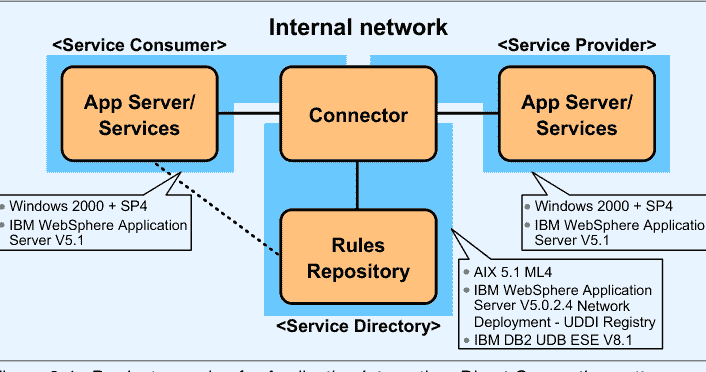 Internal network
<Service Consumer>
<Service Provider>
App Server/
Services
Connector
App Server/
Services
Windows 2000 + SP4
IBM WebSphere Application
Server V5.1
Windows 2000 + SP4
IBM WebSphere Applicatio
Server V5.1
Rules
Repository
<Service Directory>
AIX 5.1 ML4
IBM WebSphere Application
Server V5.0.2.4 Network
Deployment - UDDI Registry
IBM DB2 UDB ESE V8.1